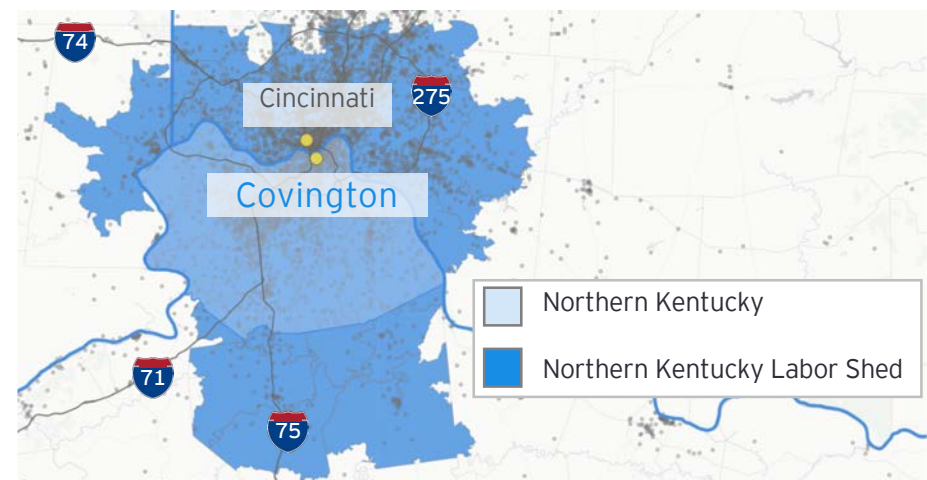 74
275
Cincinnati
Covington
Northern Kentucky
Northern Kentucky Labor Shed
71
75